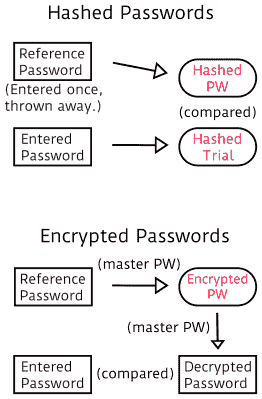 Hashed Passwords
Reference
Password
(Entered once,
thrown away.)
Hashed
PW
(compared)
Entered
Password
Hashed
Trial
Encrypted Passwords
(master PW)
Reference
Password
Encrypted
PW
(master PW)
Entered
Password
(compared)
Decrypted
Password